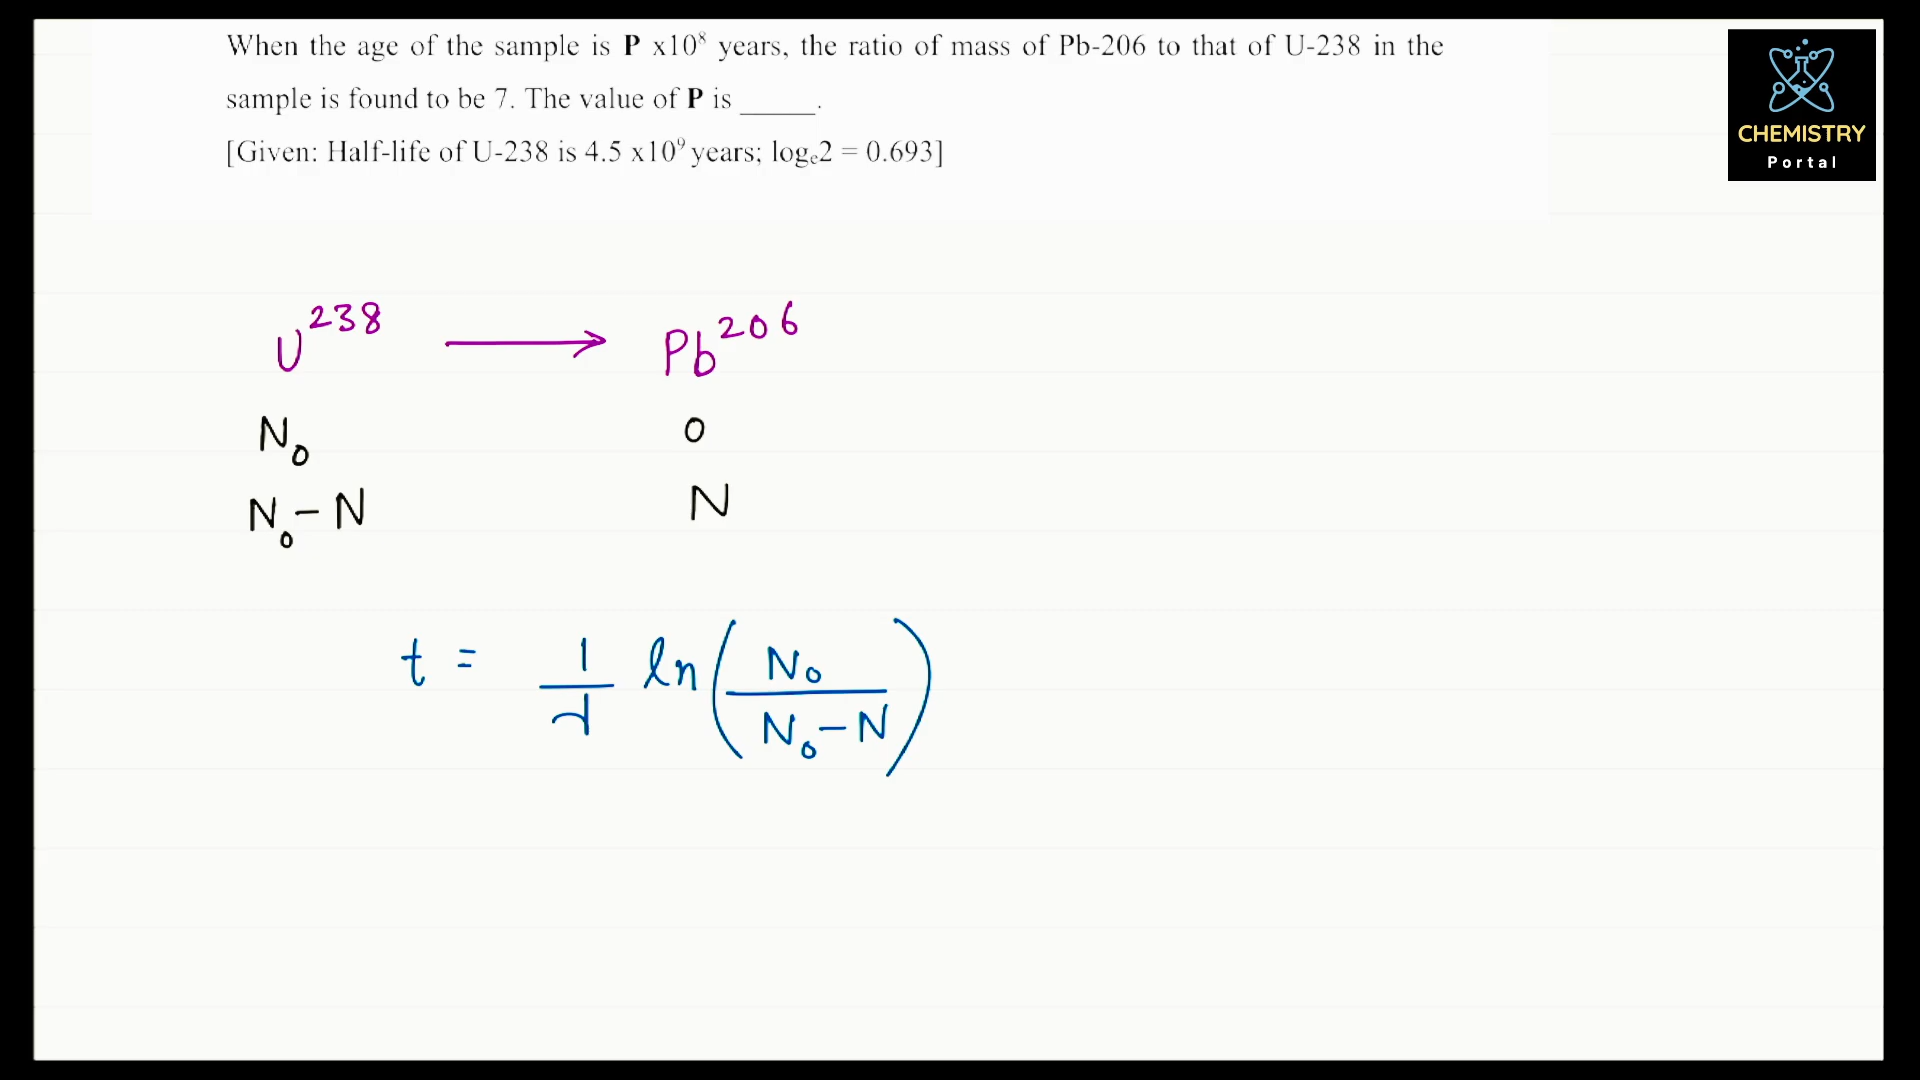 When the age of the sample is P x10⁸ years, the ratio of mass of Pb-206 to that of U-238 in the
sample is found to be 7. The value of P is _____.
[Given: Half-life of U-238 is 4.5 x10⁹ years; logₑ2 = 0.693]
CHEMISTRY
Portal
U²³⁸ → Pb²⁰⁶
N₀ 0
N₀ - N N
t = 1/λ ln(N₀/(N₀-N))